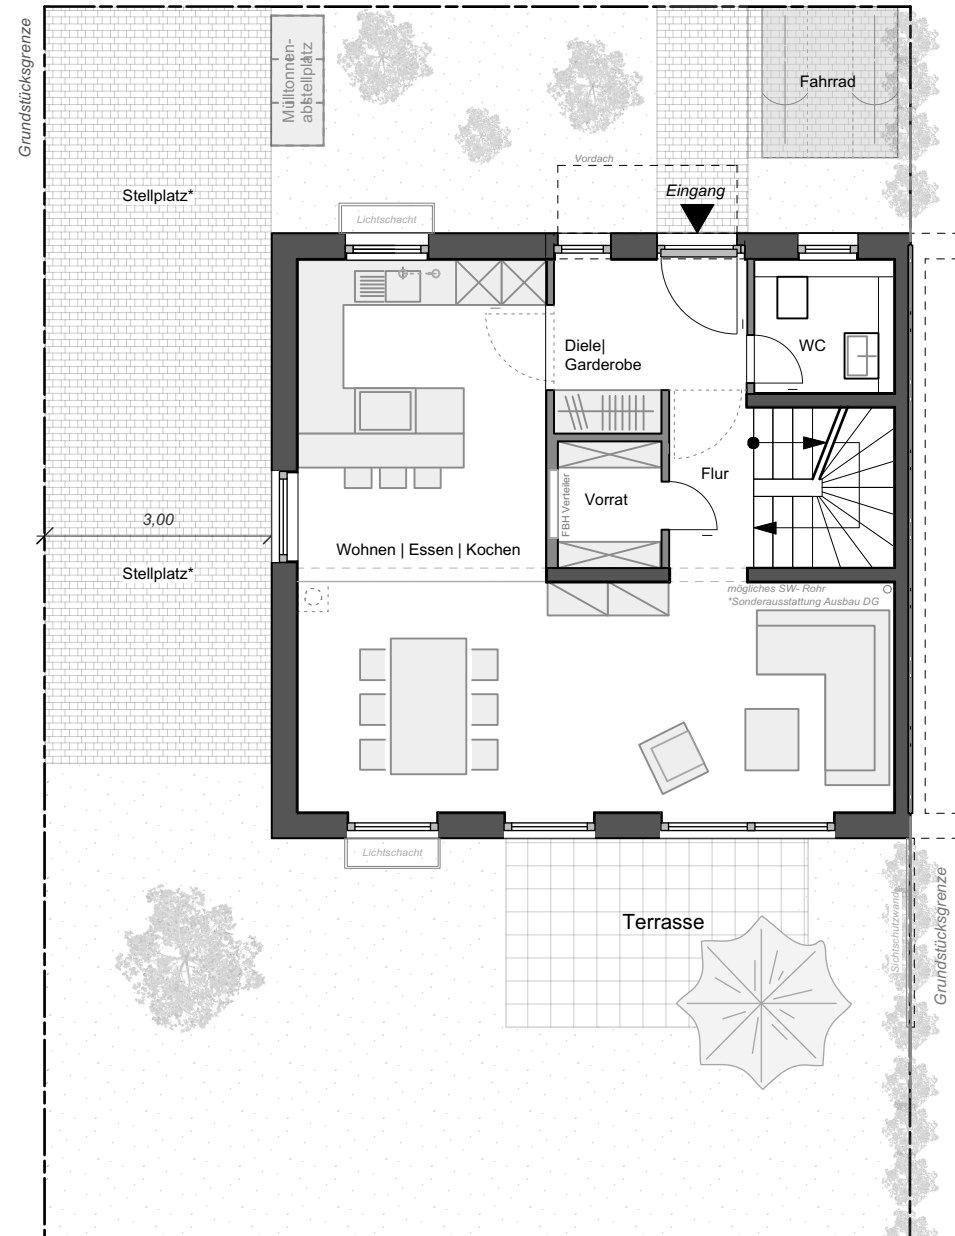 Grundstücksgrenze
Mülltonnen-
abstellplatz
Fahrrad
Vordach
Eingang
Stellplatz*
Lichtschacht
Diele|
Garderobe
WC
Flur
FBH Verteiler
Vorrat
3,00
Wohnen | Essen | Kochen
Stellplatz*
mögliches SW- Rohr
*Sonderausstattung Ausbau DG
Lichtschacht
Terrasse
Sichtschutzwand
Grundstücksgrenze